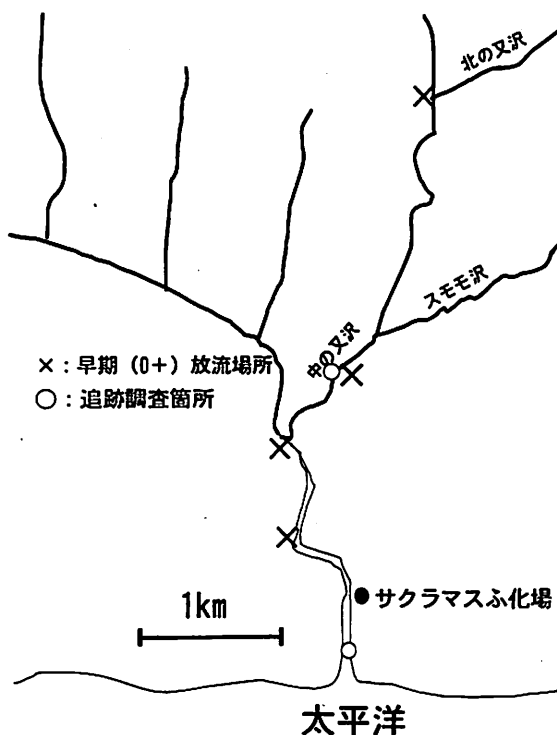 北の又沢
スモモ沢
中の又沢
×：早期（0+）放流場所
○：追跡調査箇所
サクラマスふ化場
1km
太平洋